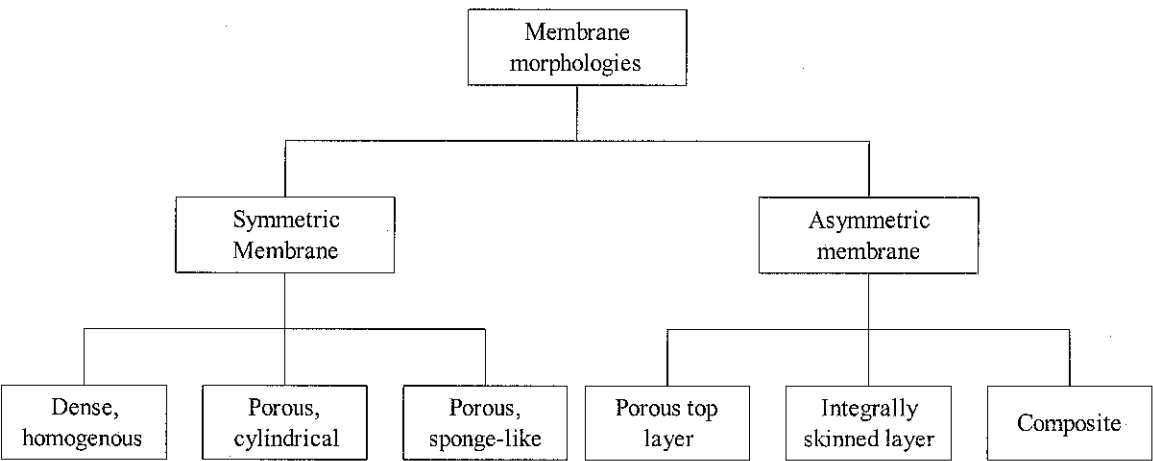 Membrane
morphologies
Symmetric
Membrane
Asymmetric
membrane
Dense,
homogenous
Porous,
cylindrical
Porous,
sponge-like
Porous top
layer
Integrally
skinned layer
Composite